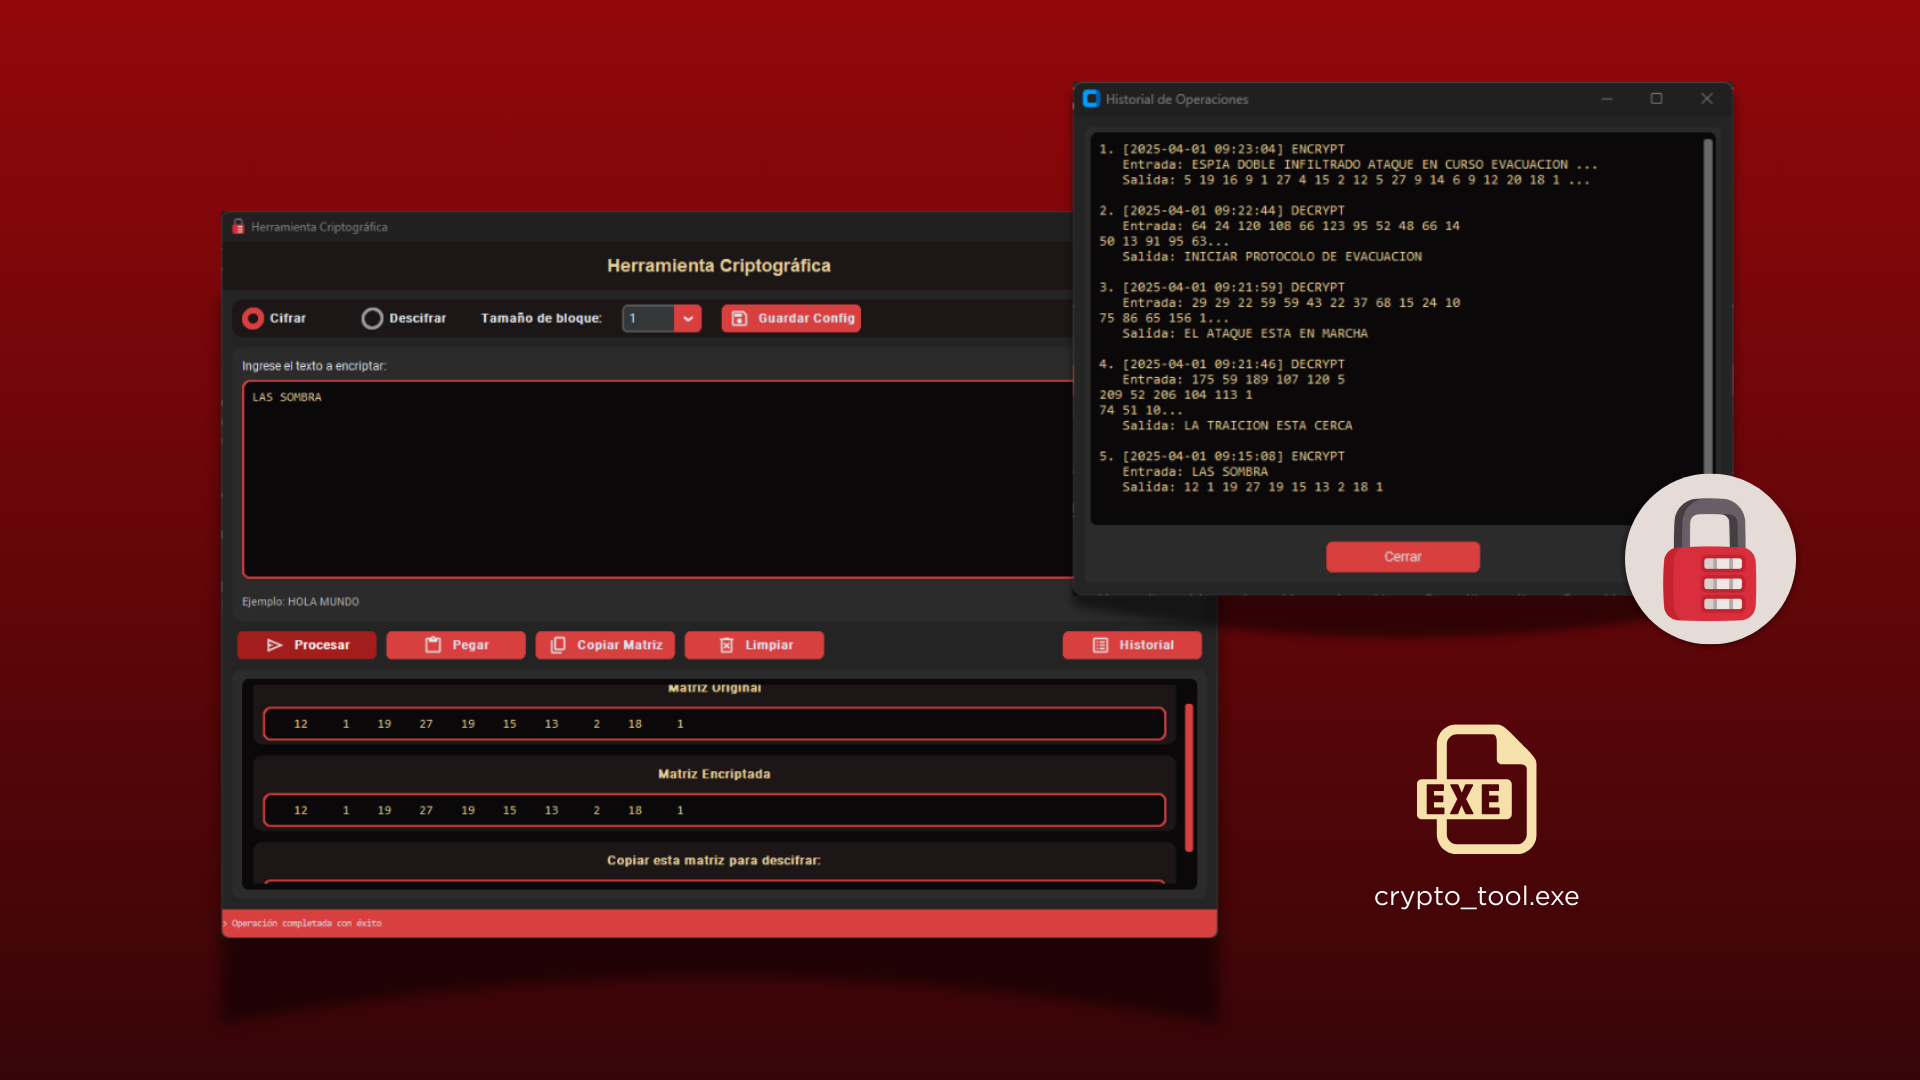 Herramienta Criptográfica
Herramienta Criptográfica
Cifrar
Descifrar
Tamaño de bloque:
1
Guardar Config
Ingrese el texto a encriptar:
LAS SOMBRA
Ejemplo: HOLA MUNDO
Procesar
Pegar
Copiar Matriz
Limpiar
Historial
Matriz Original
12 1 19 27 19 15 13 2 18 1
Matriz Encriptada
12 1 19 27 19 15 13 2 18 1
Copiar esta matriz para descifrar:
> Operación completada con éxito
Historial de Operaciones
1. [2025-04-01 09:23:04] ENCRYPT
Entrada: ESPIA DOBLE INFILTRADO ATAQUE EN CURSO EVACUACION ...
Salida: 5 19 16 9 1 27 4 15 2 12 5 27 9 14 6 9 12 20 18 1 ...
2. [2025-04-01 09:22:44] DECRYPT
Entrada: 64 24 120 108 66 123 95 52 48 66 14
50 13 91 95 63...
Salida: INICIAR PROTOCOLO DE EVACUACION
3. [2025-04-01 09:21:59] DECRYPT
Entrada: 29 29 22 59 59 43 22 37 68 15 24 10
75 86 65 156 1...
Salida: EL ATAQUE ESTA EN MARCHA
4. [2025-04-01 09:21:46] DECRYPT
Entrada: 175 59 189 107 120 5
209 52 206 104 113 1
74 51 10...
Salida: LA TRAICION ESTA CERCA
5. [2025-04-01 09:15:08] ENCRYPT
Entrada: LAS SOMBRA
Salida: 12 1 19 27 19 15 13 2 18 1
Cerrar
EXE
crypto_tool.exe